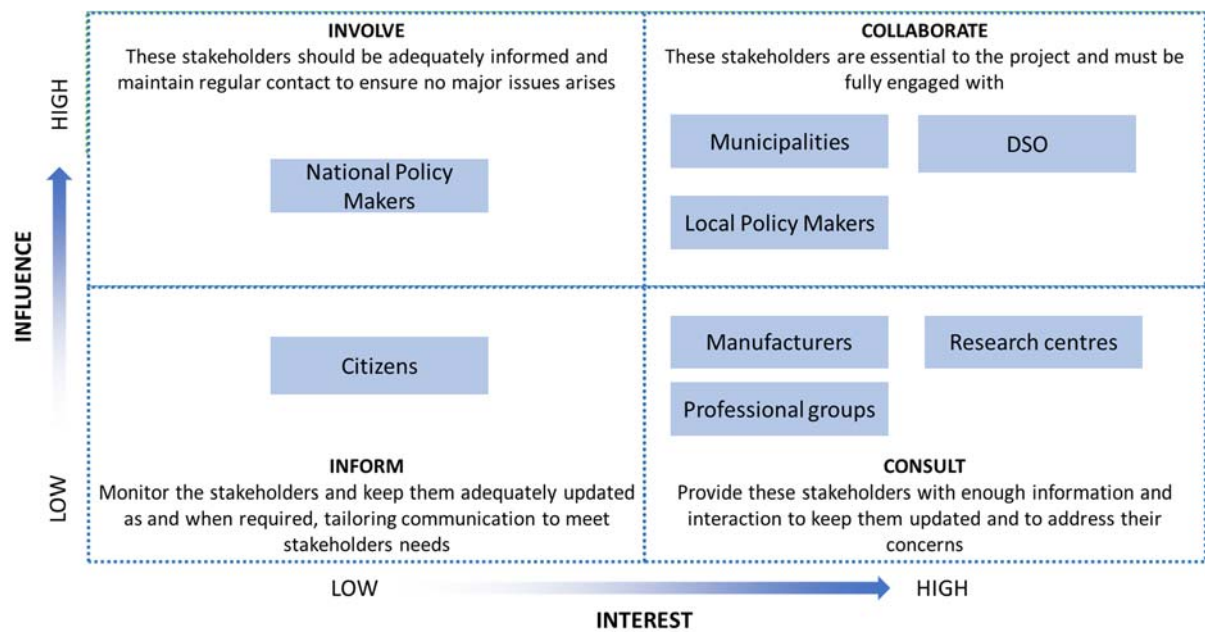 INVOLVE
These stakeholders should be adequately informed and
maintain regular contact to ensure no major issues arises
National Policy
Makers
COLLABORATE
These stakeholders are essential to the project and must be
fully engaged with
Municipalities
DSO
Local Policy Makers
HIGH
INFLUENCE
LOW
Citizens
INFORM
Monitor the stakeholders and keep them adequately updated
as and when required, tailoring communication to meet
stakeholders needs
Manufacturers
Research centres
Professional groups
CONSULT
Provide these stakeholders with enough information and
interaction to keep them updated and to address their
concerns
LOW
HIGH
INTEREST